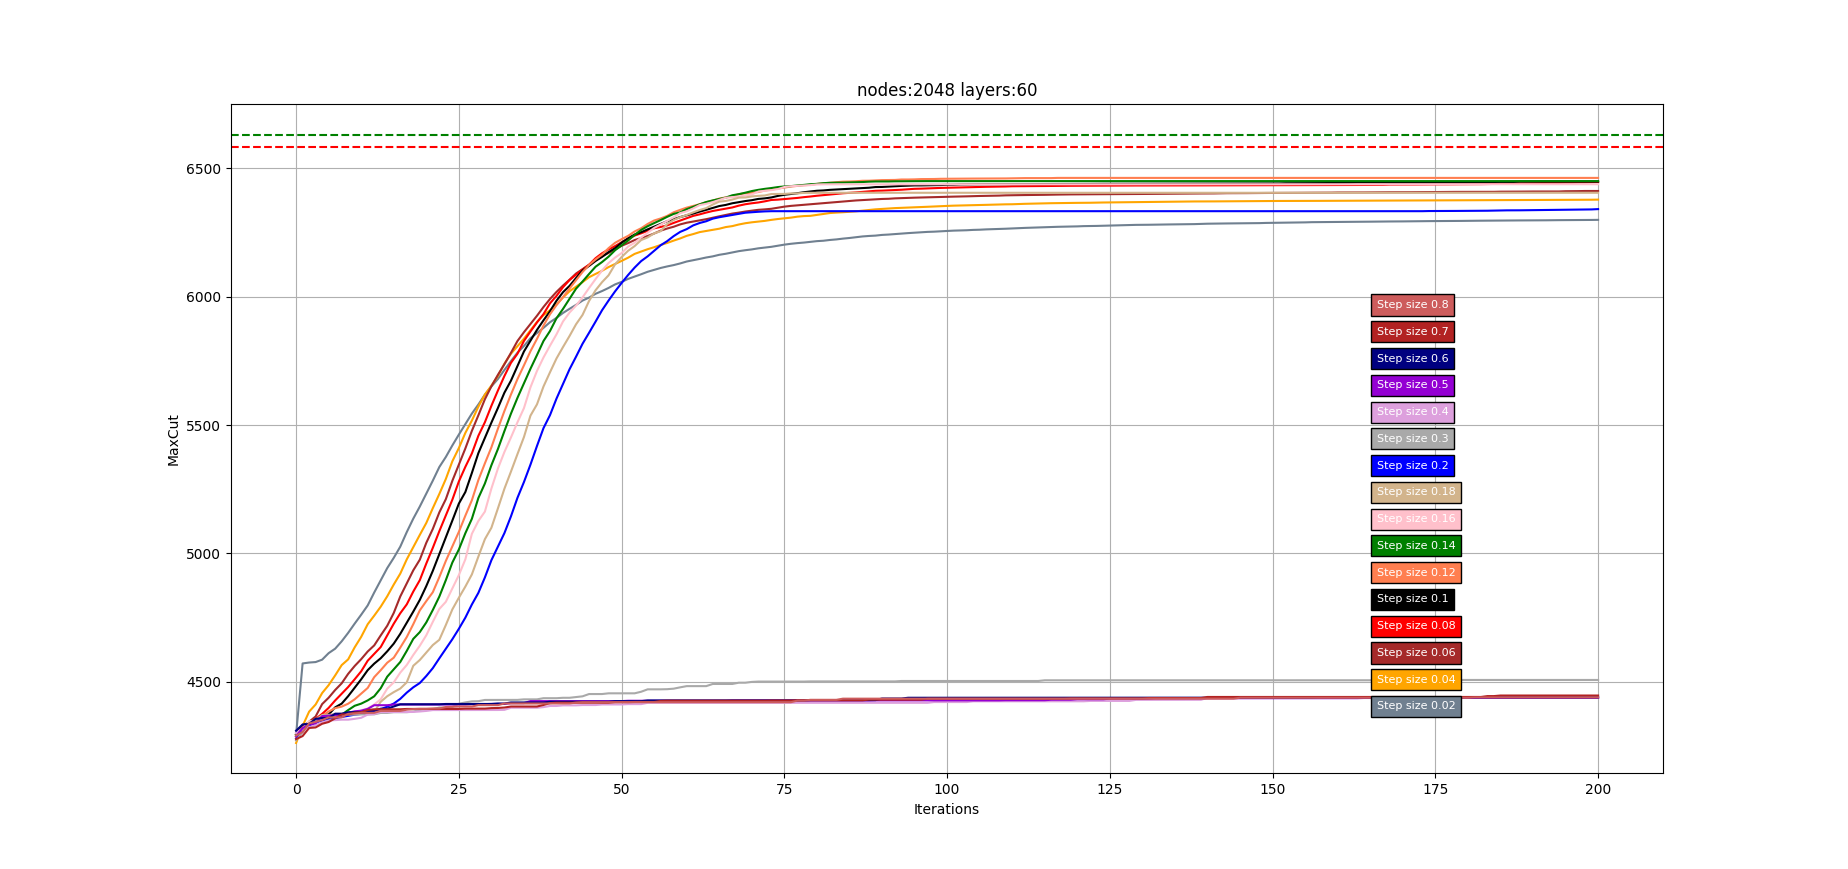 nodes:2048 layers:60
MaxCut
6500
6000
5500
5000
4500
Step size 0.8
Step size 0.7
Step size 0.6
Step size 0.5
Step size 0.4
Step size 0.3
Step size 0.2
Step size 0.18
Step size 0.16
Step size 0.14
Step size 0.12
Step size 0.1
Step size 0.08
Step size 0.06
Step size 0.04
Step size 0.02
0 25 50 75 100 125 150 175 200
Iterations